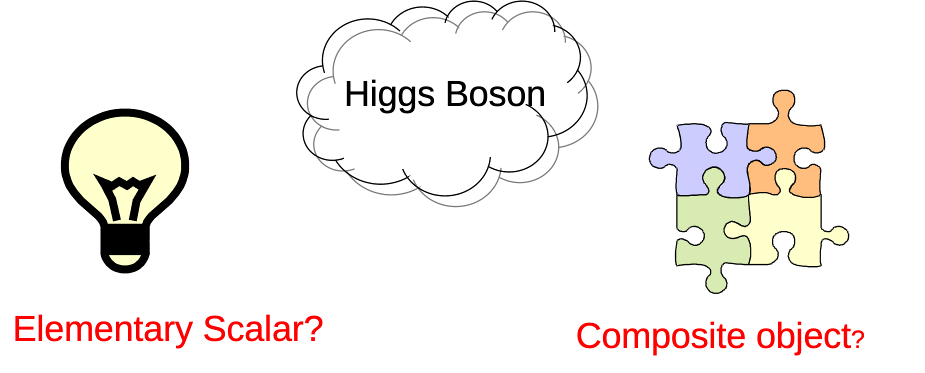 Higgs Boson
Elementary Scalar?
Composite object?